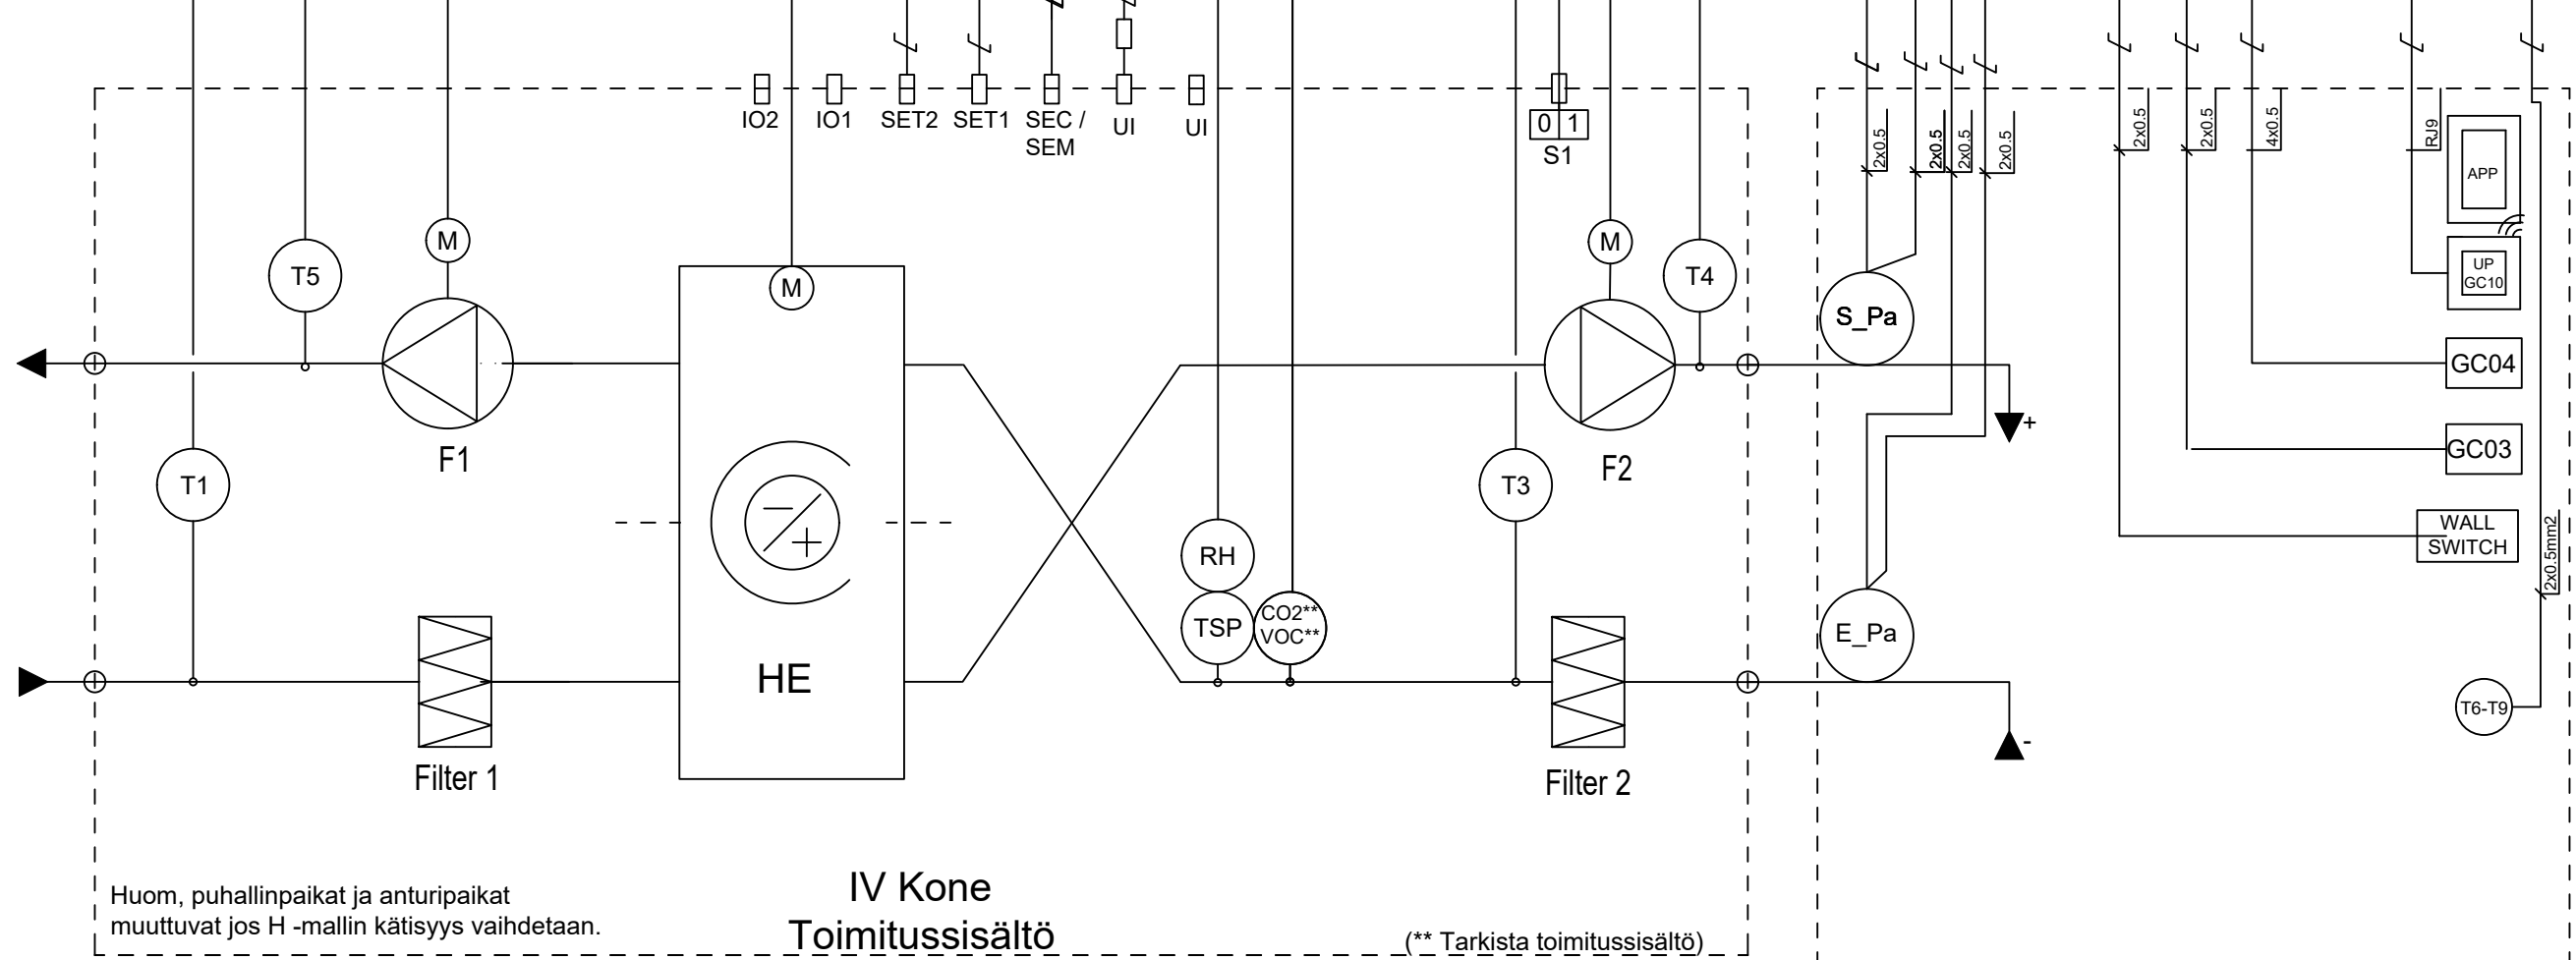 IO2
IO1
SET2
SET1
SEC /
SEM
UI
UI
0 1
S1
2x0.5
2x0.5
2x0.5
2x0.5
2x0.5
2x0.5
4x0.5
RJ9
APP
UP
GC10
M
T5
M
M
T4
S_Pa
GC04
+
F1
F2
GC03
T1
T3
WALL
SWITCH
2x0.5mm2
RH
TSP
CO2**
VOC**
E_Pa
HE
T6-T9
-
Filter 1
Filter 2
IV Kone
Toimitussisältö
Huom, puhallinpaikat ja anturipaikat
muuttuvat jos H -mallin kätisyys vaihdetaan.
(** Tarkista toimitussisältö)